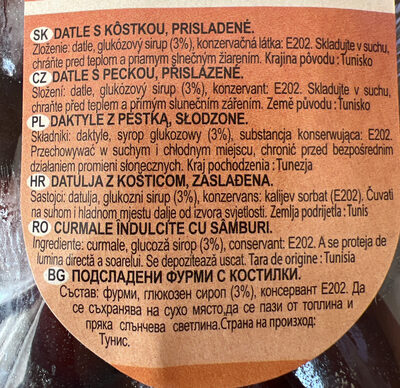 SK DATLE S KÔSTKOU, PRISLADENÉ.
Zloženie: datle, glukózový sirup (3%), konzervačná látka: E202. Skladujte v suchu,
chráňte pred teplom a priamym slnečným žiarením. Krajina pôvodu : Tunisko
CZ DATLE S PECKOU, PŘISLAZENÉ.
Složení: datle, glukózový sirup (3%), konzervant: E202. Skladujte v suchu,
chraňte před teplem a přímým slunečním zářením. Země původu : Tunisko
PL DAKTYLE Z PESTKĄ, SŁODZONE.
Składniki: daktyle, syrop glukozowy (3%), substancja konserwująca: E202.
Przechowywać w suchym i chłodnym miejscu, chronić przed bezpośrednim
działaniem promieni słonecznych. Kraj pochodzenia : Tunezja
HR DATULJA Z KOŠTICOM, ZASLAĐENA.
Sastojci: datulja, glukozni sirup (3%), konzervans: kalijev sorbat (E202). Čuvati
na suhom i hladnom mjestu dalje od izvora svjetlosti. Zemlja podrijetla : Tunis
RO CURMALE INDULCITE CU SÂMBURI.
Ingrediente: curmale, glucoză sirop (3%), conservant: E202. A se proteja de
lumina directă a soarelui. Se depozitează uscat. Tara de origine : Tunisia
BG ПОДСЛАДЕНИ ФУРМИ С КОСТИЛКИ.
Състав: фурми, глюкозен сироп (3%), консервант E202. Да
се съхранява на сухо място,да се пази от топлина и
пряка слънчева светлина.Страна на произход:
Тунис.